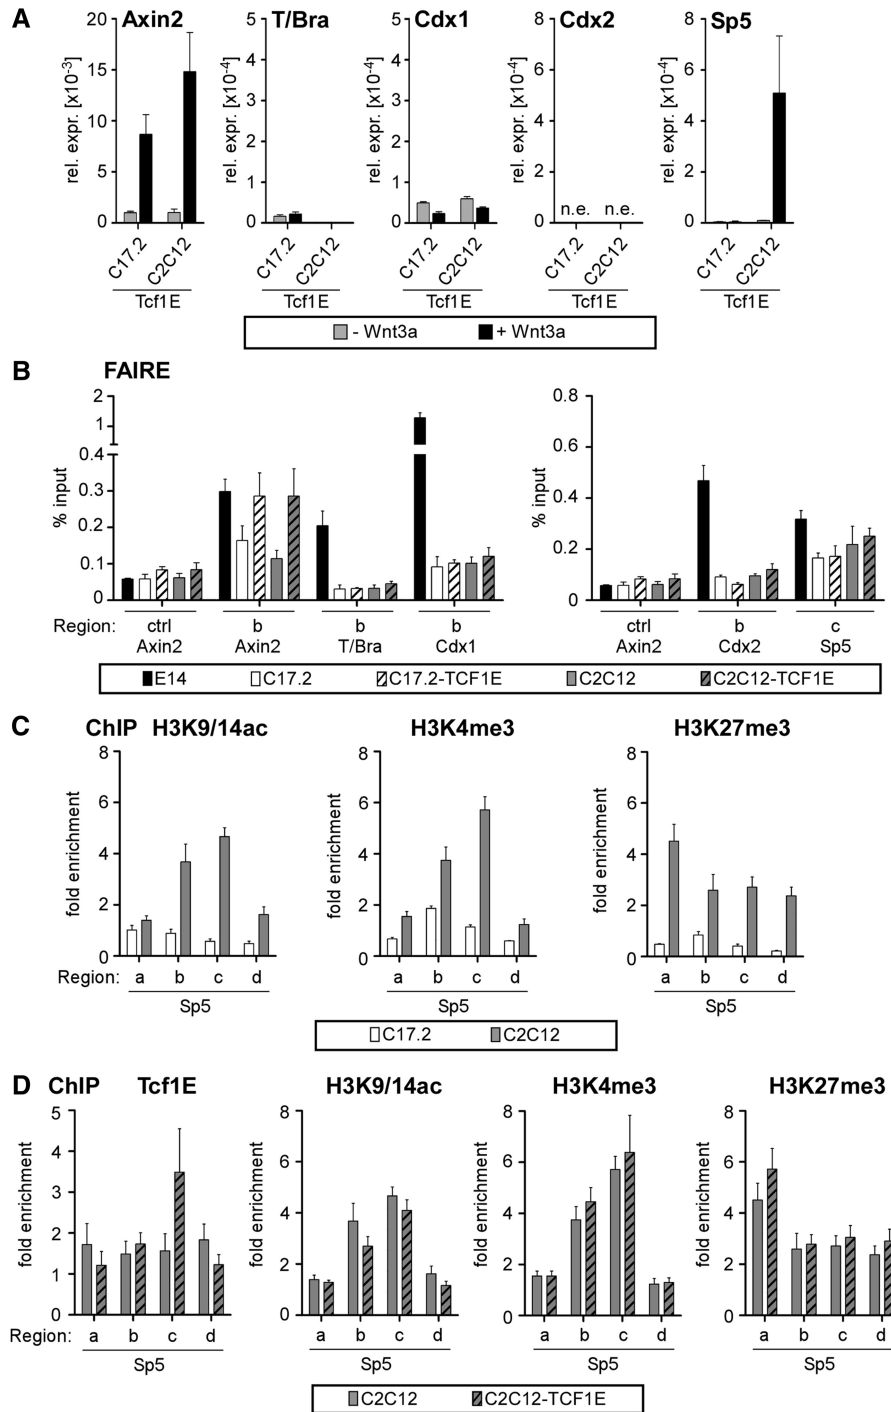 A
Axin2 T/Bra Cdx1 Cdx2 Sp5
rel. expr. [x10-3]
20
15
10
5
0
C17.2 C2C12
Tcf1E
rel. expr. [x10-4]
5
4
3
2
1
0
C17.2 C2C12
Tcf1E
rel. expr. [x10-4]
5
4
3
2
1
0
C17.2 C2C12
Tcf1E
rel. expr. [x10-4]
8
6
4
2
0
n.e. n.e.
C17.2 C2C12
Tcf1E
rel. expr. [x10-4]
8
6
4
2
0
C17.2 C2C12
Tcf1E
- Wnt3a + Wnt3a
B FAIRE
% input
2
1
0.4
0.3
0.2
0.1
0
Region: ctrl b b b
Axin2 Axin2 T/Bra Cdx1
% input
0.8
0.6
0.4
0.2
0
ctrl b c
Axin2 Cdx2 Sp5
E14 C17.2 C17.2-TCF1E C2C12 C2C12-TCF1E
C ChIP H3K9/14ac H3K4me3 H3K27me3
fold enrichment
8
6
4
2
0
Region: a b c d
Sp5
fold enrichment
8
6
4
2
0
a b c d
Sp5
fold enrichment
8
6
4
2
0
a b c d
Sp5
C17.2 C2C12
D ChIP Tcf1E H3K9/14ac H3K4me3 H3K27me3
fold enrichment
5
4
3
2
1
0
Region: a b c d
Sp5
fold enrichment
8
6
4
2
0
a b c d
Sp5
fold enrichment
8
6
4
2
0
a b c d
Sp5
fold enrichment
8
6
4
2
0
a b c d
Sp5
C2C12 C2C12-TCF1E